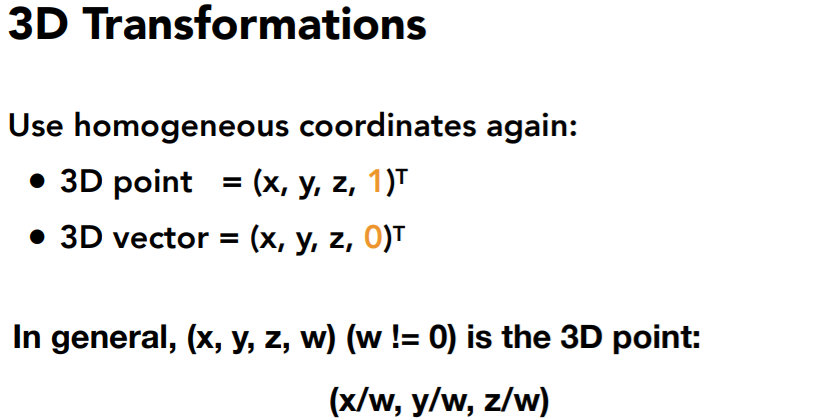 3D Transformations
Use homogeneous coordinates again:
• 3D point = (x, y, z, 1)ᵀ
• 3D vector = (x, y, z, 0)ᵀ
In general, (x, y, z, w) (w != 0) is the 3D point:
(x/w, y/w, z/w)